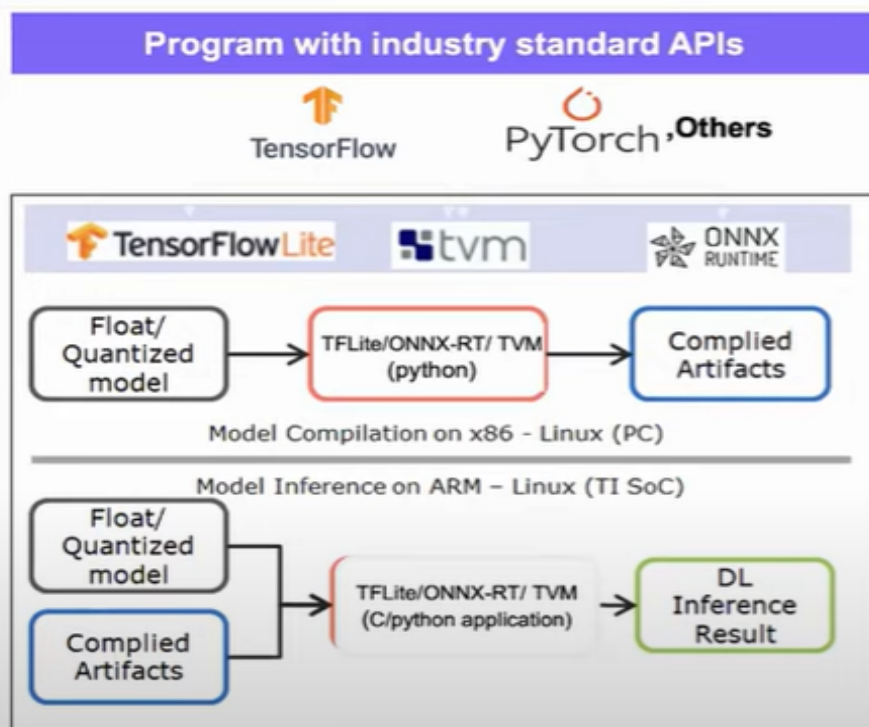 Program with industry standard APIs
TensorFlow
PyTorch, Others
TensorFlow Lite
tvm
ONNX
RUNTIME
Float/
Quantized
model
TFLite/ONNX-RT/ TVM
(python)
Complied
Artifacts
Model Compilation on x86 - Linux (PC)
Model Inference on ARM – Linux (TI SoC)
Float/
Quantized
model
Complied
Artifacts
TFLite/ONNX-RT/ TVM
(C/python application)
DL
Inference
Result